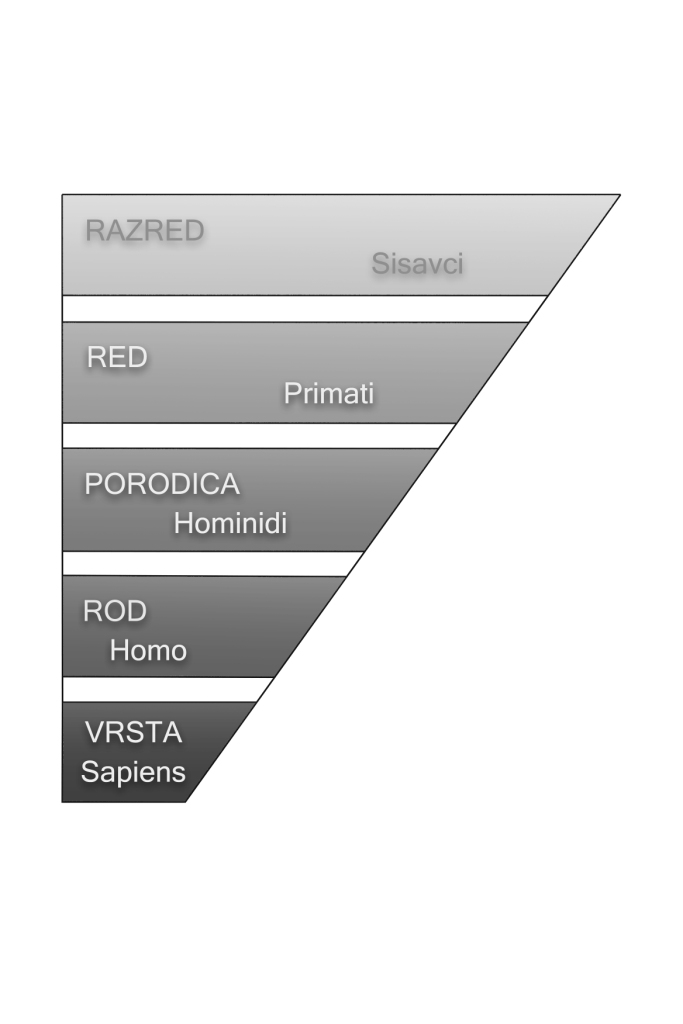 RAZRED
Sisavci
RED
Primati
PORODICA
Hominidi
ROD
Homo
VRSTA
Sapiens